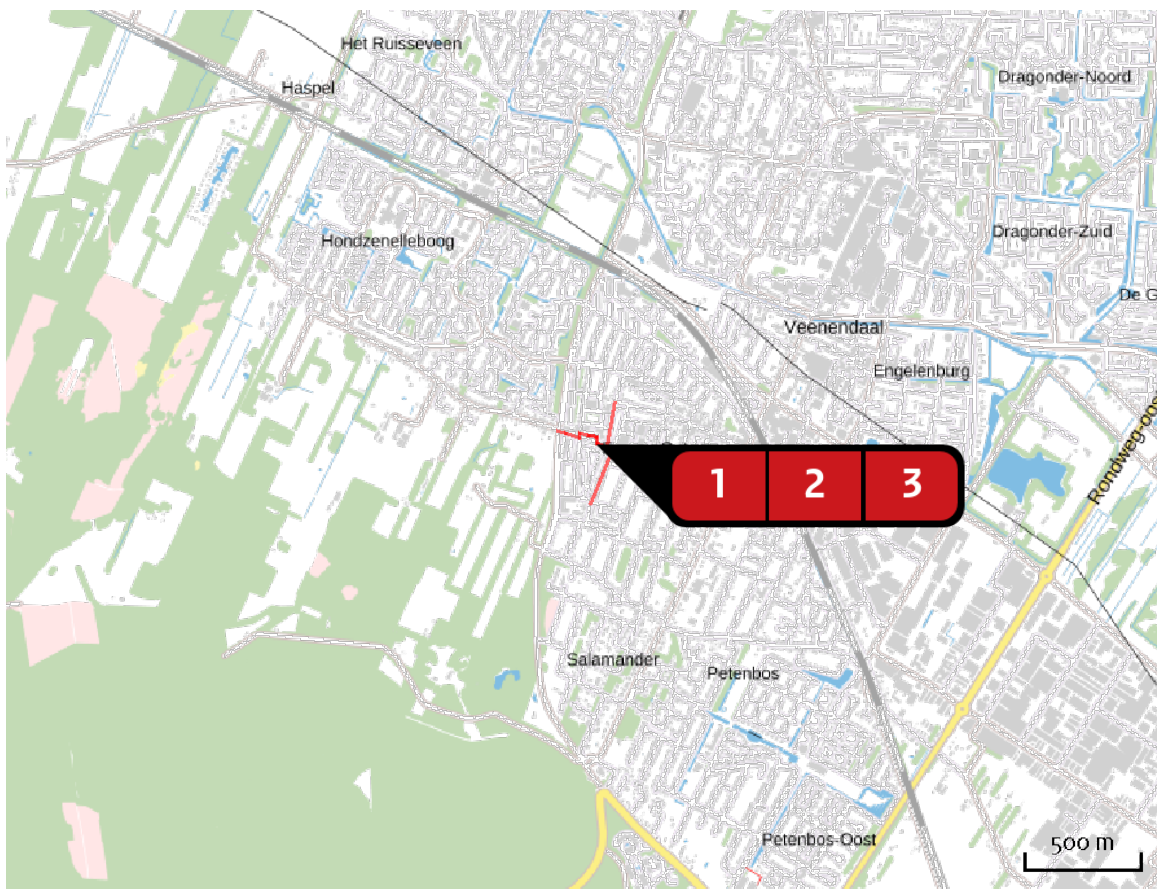 Het Ruisseveen
Haspel
Dragonder-Noord
Hondzenelleboog
Dragonder-Zuid
De G
Veenendaal
Engelenburg
Rondweg-oos
1 2 3
Salamander
Petenbos
Petenbos-Oost
500 m